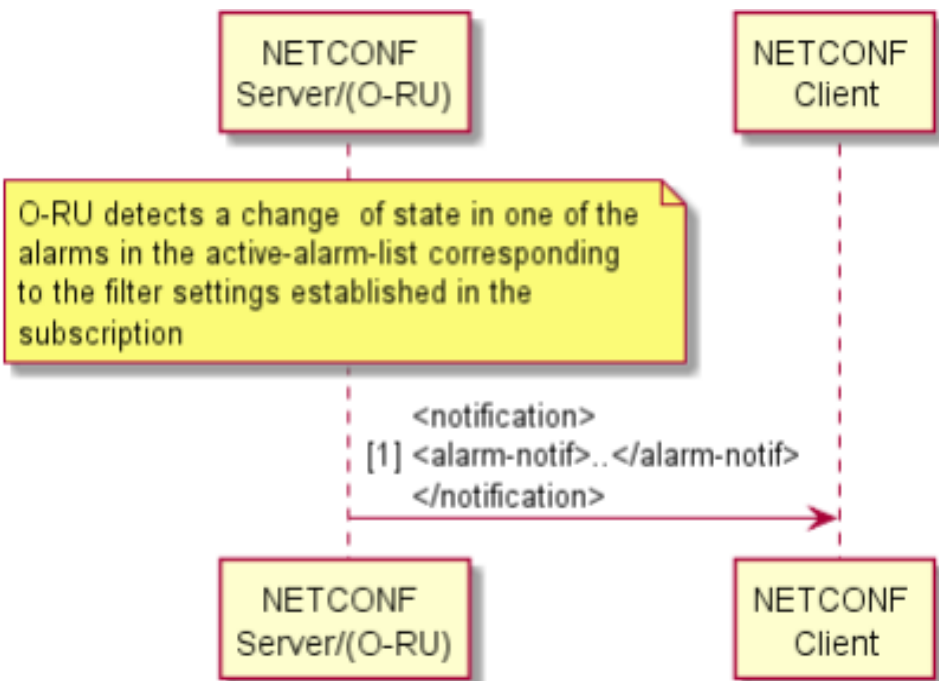 NETCONF
Server/(O-RU)
NETCONF
Client
O-RU detects a change  of state in one of the
alarms in the active-alarm-list corresponding
to the filter settings established in the
subscription
<notification>
[1] <alarm-notif>..</alarm-notif>
</notification>
NETCONF
Server/(O-RU)
NETCONF
Client